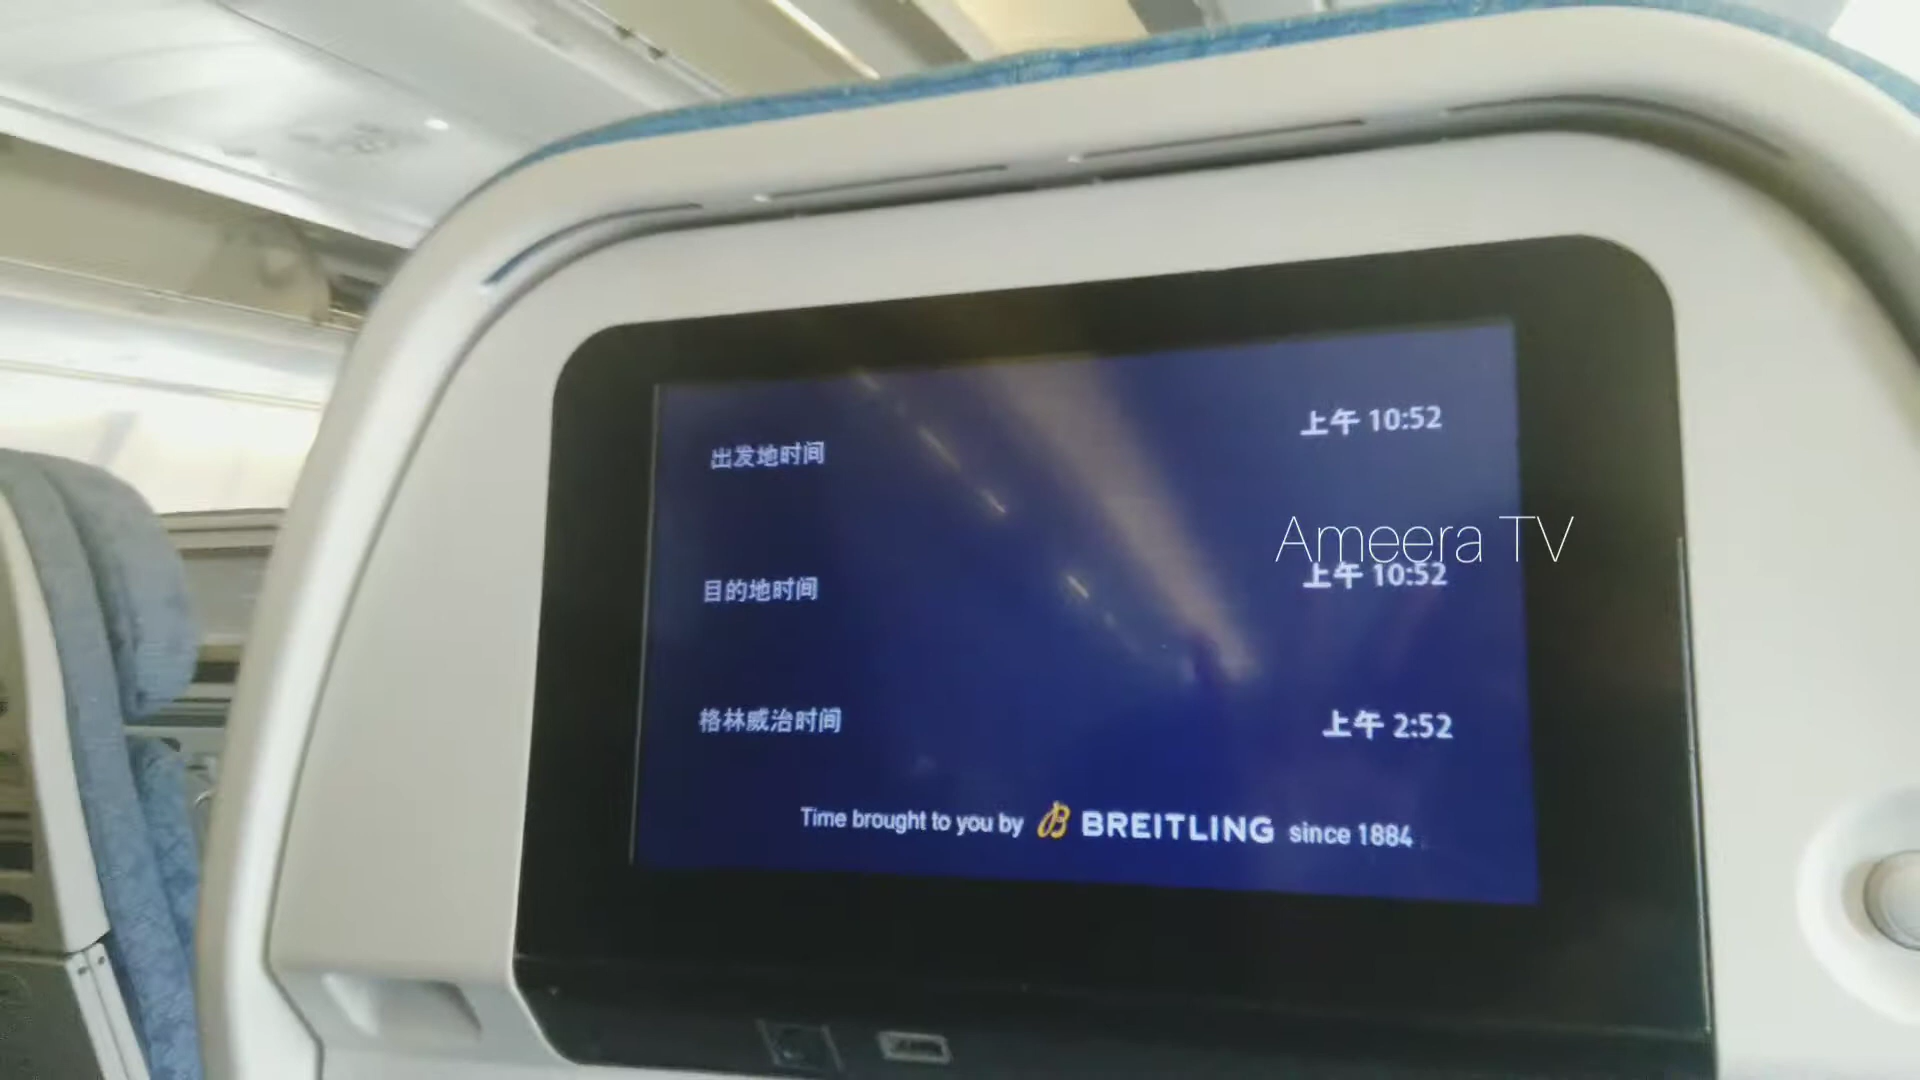 出发地时间 上午 10:52
Ameera TV
目的地时间 上午 10:52
格林威治时间 上午 2:52
Time brought to you by B BREITLING since 1884